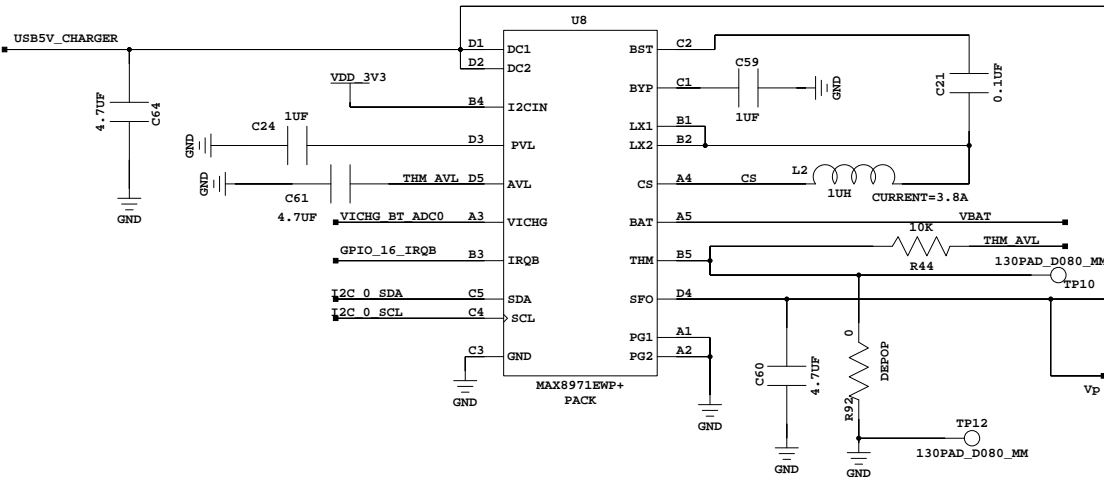 U8
USB5V_CHARGER
D1 DC1
BST C2
D2 DC2
C59
VDD_3V3
BYP C1
GND
C21
0.1UF
4.7UF
C64
B4 I2CIN
1UF
C24 1UF
LX1 B1
GND
D3 PVL
LX2 B2
GND
THM_AVL D5 AVL
CS A4 CS
L2
1UH
CURRENT=3.8A
C61
4.7UF
GND
VICHG_BT_ADC0 A3 VICHG
BAT A5
VBAT
10K
GPIO_16_IRQB B3 IRQB
THM B5
THM_AVL
R44
130PAD_D080_MM
TP10
I2C_0_SDA C5 SDA
SFO D4
I2C_0_SCL C4 SCL
PG1 A1
0
DEPOP
R92
C3 GND
PG2 A2
C60
4.7UF
GND
MAX8971EWP+
PACK
Vp
GND
TP12
130PAD_D080_MM
GND
GND